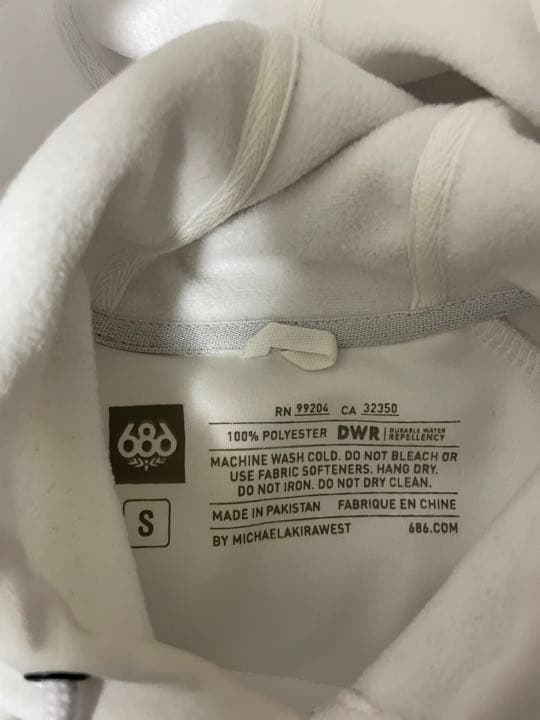 RN 99204 CA 32350
686
100% POLYESTER DWR DURABLE WATER REPELLENCY
MACHINE WASH COLD. DO NOT BLEACH OR
USE FABRIC SOFTENERS. HANG DRY.
DO NOT IRON. DO NOT DRY CLEAN.
S
MADE IN PAKISTAN FABRIQUE EN CHINE
BY MICHAELAKIRAWEST 686.COM